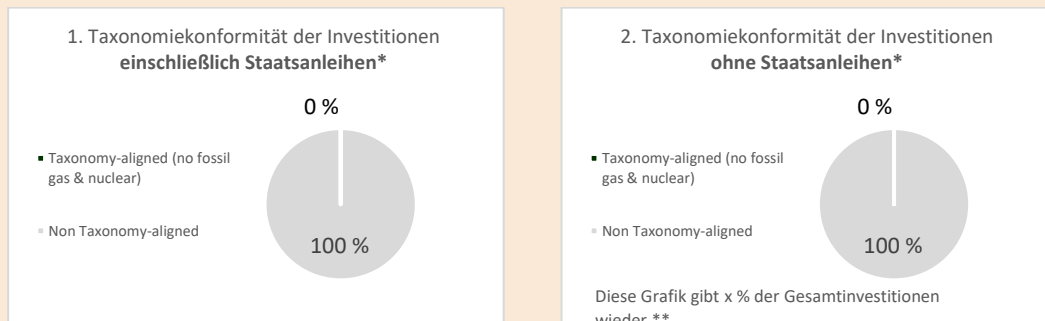 1. Taxonomiekonformität der Investitionen
einschließlich Staatsanleihen*
0 %
Taxonomy-aligned (no fossil
gas & nuclear)
Non Taxonomy-aligned
100 %
2. Taxonomiekonformität der Investitionen
ohne Staatsanleihen*
0 %
Taxonomy-aligned (no fossil
gas & nuclear)
Non Taxonomy-aligned
100 %
Diese Grafik gibt x % der Gesamtinvestitionen
wieder.**